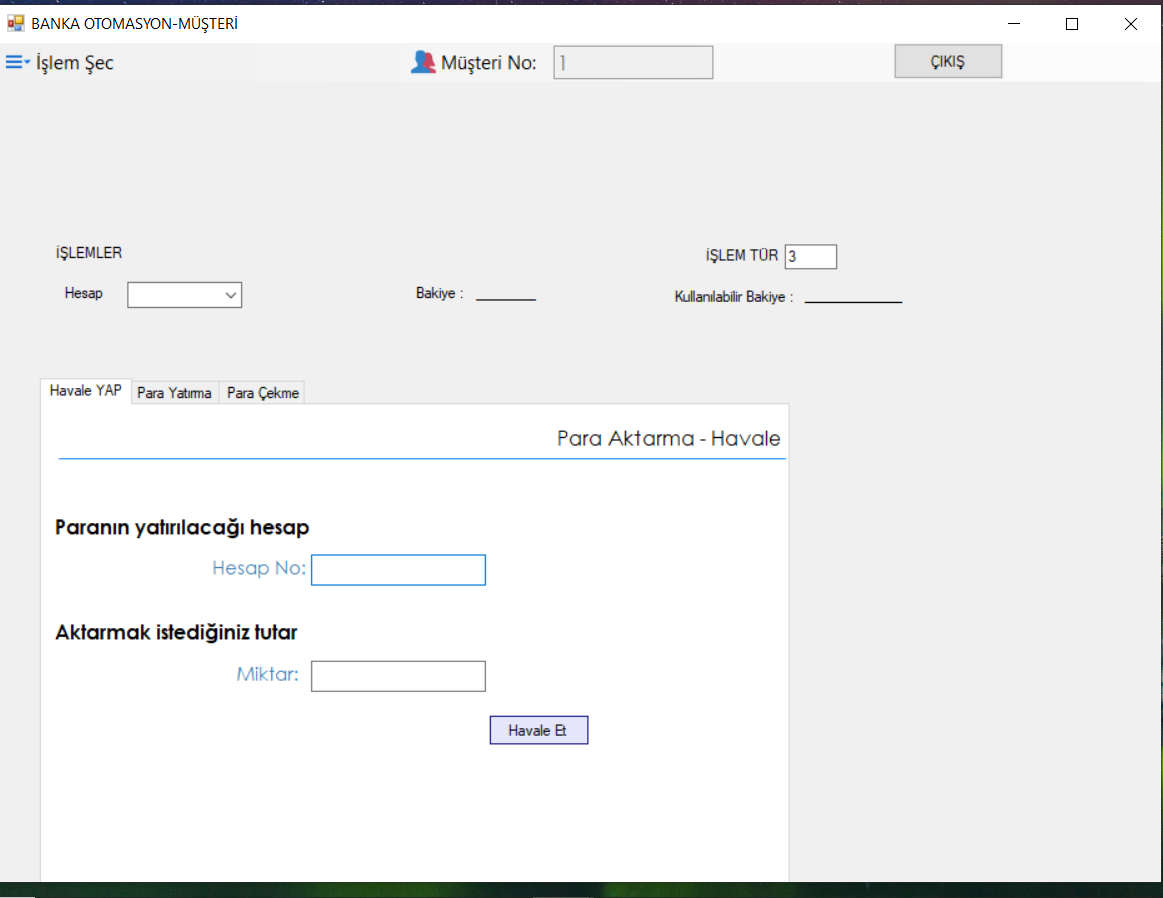 BANKA OTOMASYON-MÜŞTERİ
İşlem Şec
Müşteri No: 1
ÇIKIŞ
İŞLEMLER
İŞLEM TÜR 3
Hesap
Bakiye :
Kullanılabilir Bakiye :
Havale YAP
Para Yatırma
Para Çekme
Para Aktarma - Havale
Paranın yatırılacağı hesap
Hesap No:
Aktarmak istediğiniz tutar
Miktar:
Havale Et